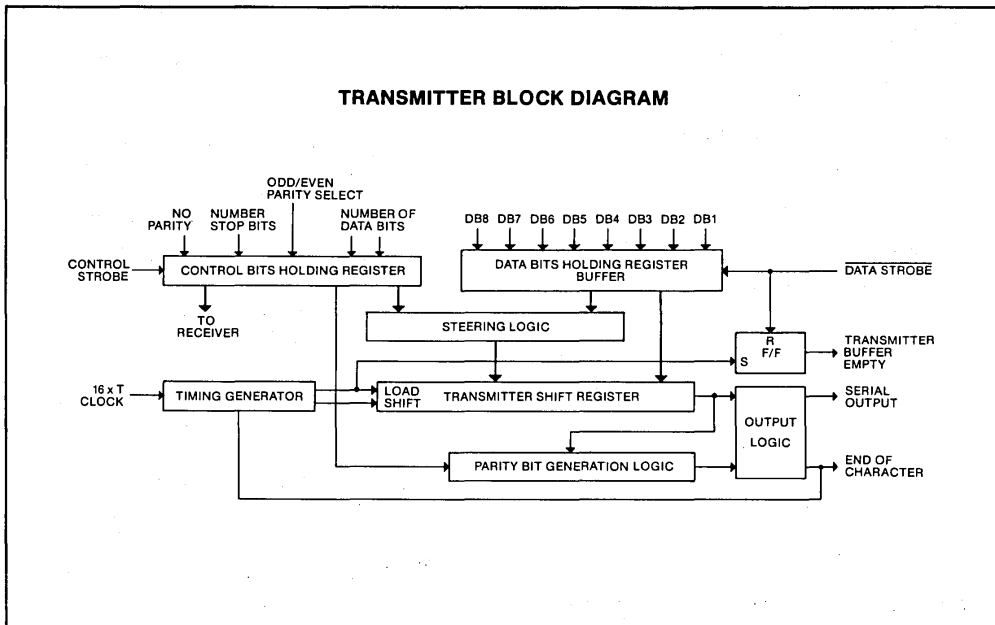 TRANSMITTER BLOCK DIAGRAM
ODD/EVEN
PARITY SELECT
NO
PARITY
NUMBER
STOP BITS
NUMBER OF
DATA BITS
DB8 DB7 DB6 DB5 DB4 DB3 DB2 DB1
CONTROL
STROBE
CONTROL BITS HOLDING REGISTER
DATA BITS HOLDING REGISTER
BUFFER
DATA STROBE
TO
RECEIVER
STEERING LOGIC
R
F/F
S
TRANSMITTER
BUFFER
EMPTY
16 x T
CLOCK
TIMING GENERATOR
LOAD
SHIFT
TRANSMITTER SHIFT REGISTER
OUTPUT
LOGIC
SERIAL
OUTPUT
PARITY BIT GENERATION LOGIC
END OF
CHARACTER